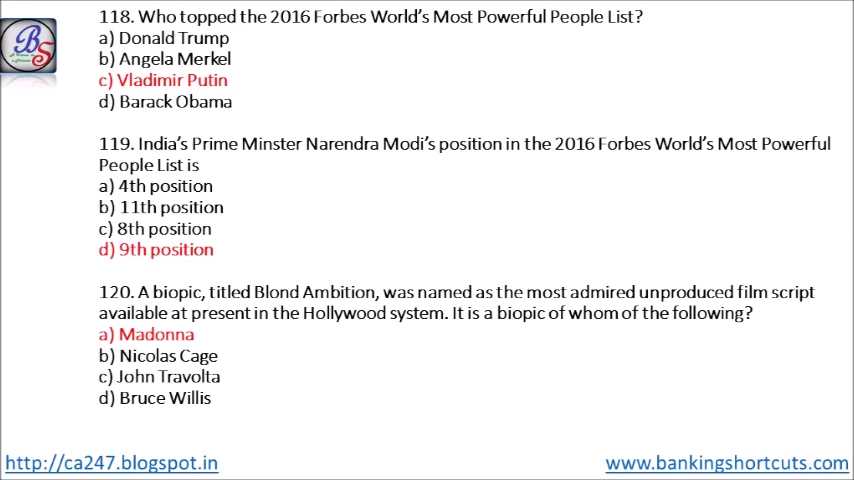 118. Who topped the 2016 Forbes World's Most Powerful People List?
a) Donald Trump
b) Angela Merkel
c) Vladimir Putin
d) Barack Obama
119. India's Prime Minster Narendra Modi's position in the 2016 Forbes World's Most Powerful
People List is
a) 4th position
b) 11th position
c) 8th position
d) 9th position
120. A biopic, titled Blond Ambition, was named as the most admired unproduced film script
available at present in the Hollywood system. It is a biopic of whom of the following?
a) Madonna
b) Nicolas Cage
c) John Travolta
d) Bruce Willis
http://ca247.blogspot.in
www.bankingshortcuts.com
BS